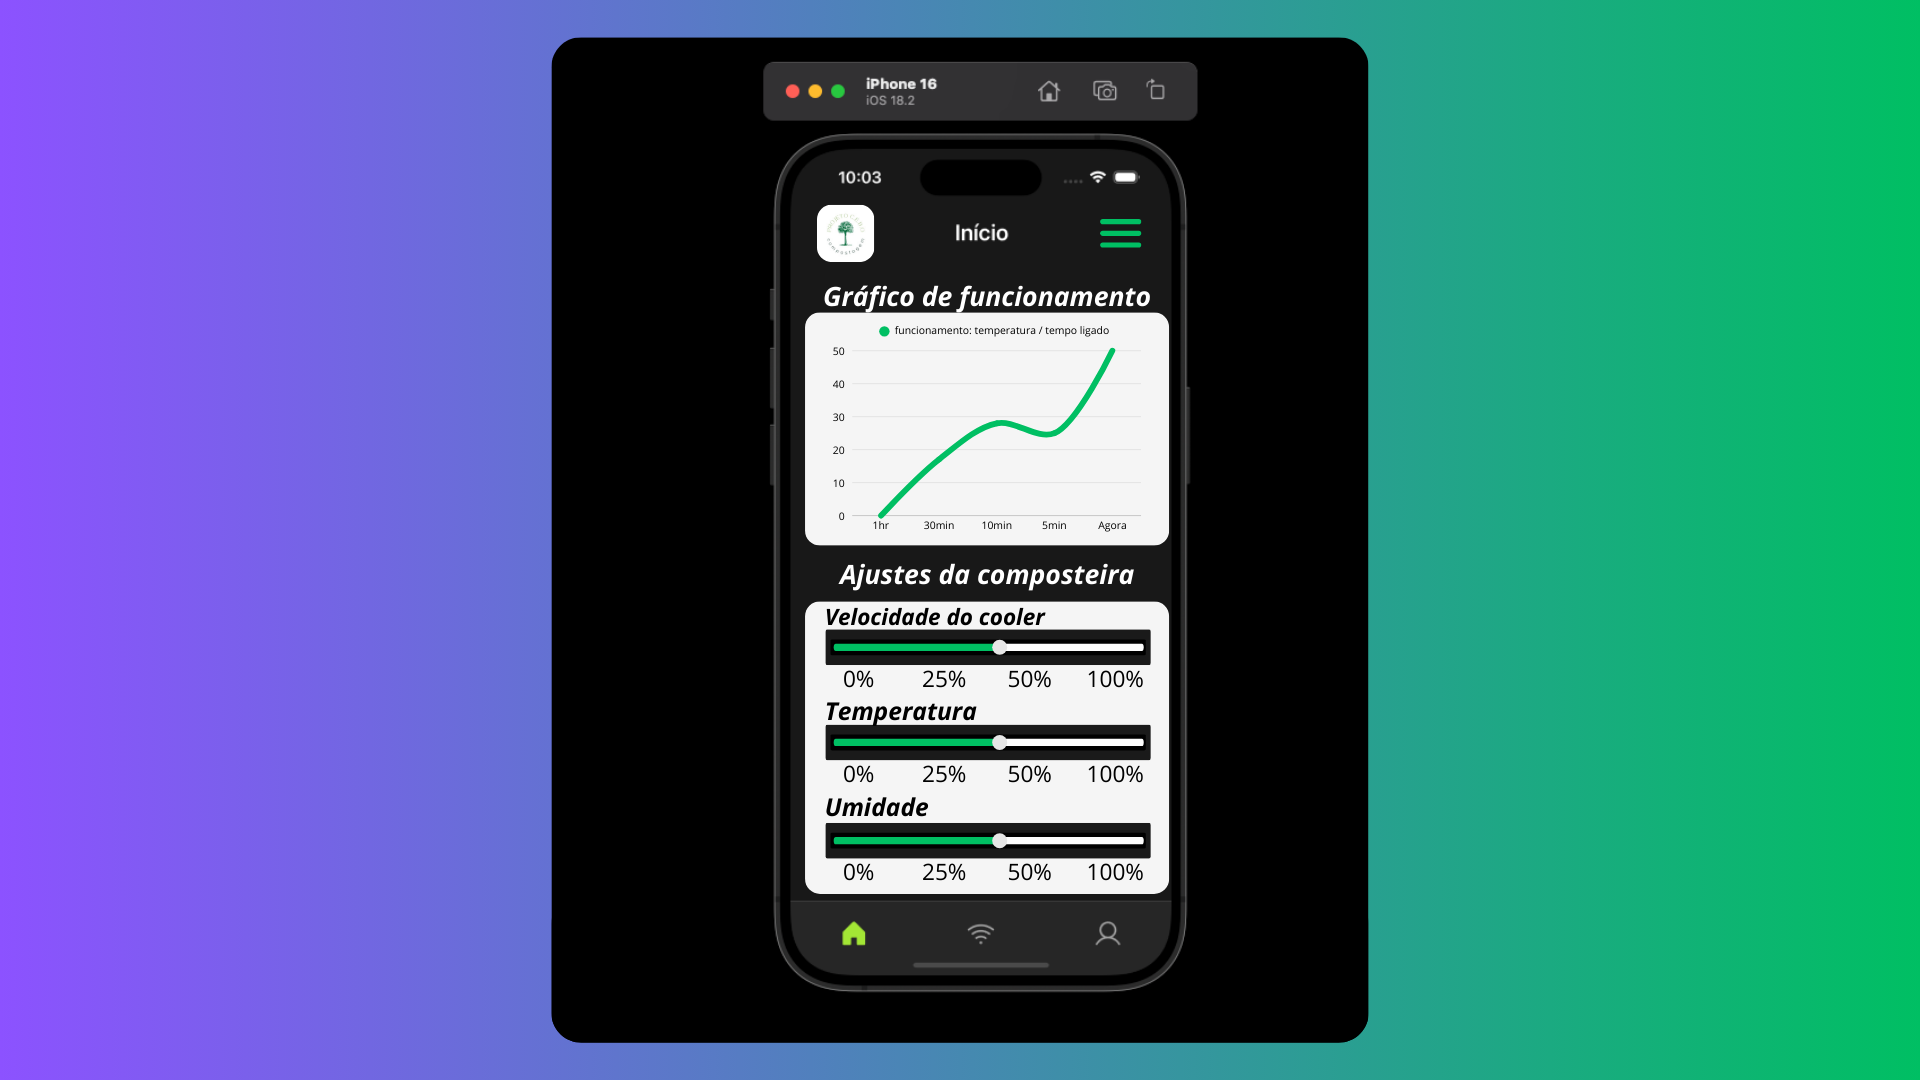 iPhone 16
iOS 18.2
10:03
Início
Gráfico de funcionamento
funcionamento: temperatura / tempo ligado
50
40
30
20
10
0
1hr 30min 10min 5min Agora
Ajustes da composteira
Velocidade do cooler
0% 25% 50% 100%
Temperatura
0% 25% 50% 100%
Umidade
0% 25% 50% 100%